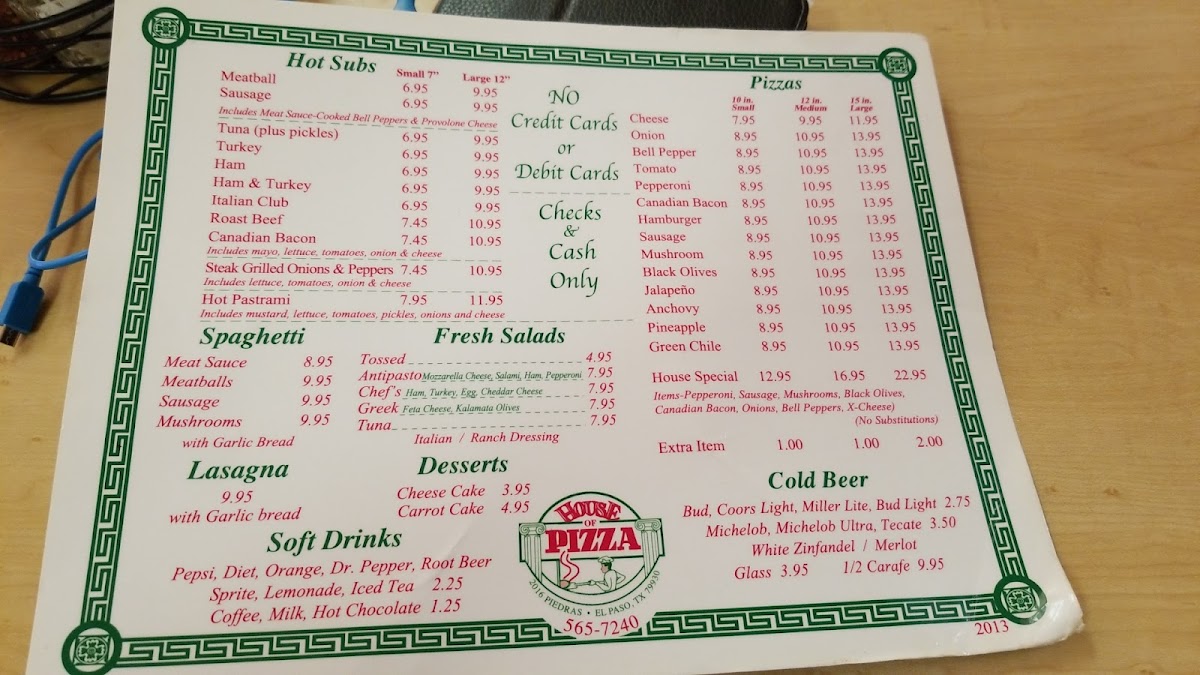 Hot Subs
Small 7" Large 12"
Meatball 6.95 9.95
Sausage 6.95 9.95
Includes Meat Sauce-Cooked Bell Peppers & Provolone Cheese
Tuna (plus pickles) 6.95 9.95
Turkey 6.95 9.95
Ham 6.95 9.95
Ham & Turkey 6.95 9.95
Italian Club 6.95 9.95
Roast Beef 7.45 10.95
Canadian Bacon 7.45 10.95
Includes mayo, lettuce, tomatoes, onion & cheese
Steak Grilled Onions & Peppers 7.45 10.95
Includes lettuce, tomatoes, onion & cheese
Hot Pastrami 7.95 11.95
Includes mustard, lettuce, tomatoes, pickles, onions and cheese
NO
Credit Cards
or
Debit Cards
Checks
&
Cash
Only
Pizzas
10 in. 12 in. 15 in.
Small Medium Large
Cheese 7.95 9.95 11.95
Onion 8.95 10.95 13.95
Bell Pepper 8.95 10.95 13.95
Tomato 8.95 10.95 13.95
Pepperoni 8.95 10.95 13.95
Canadian Bacon 8.95 10.95 13.95
Hamburger 8.95 10.95 13.95
Sausage 8.95 10.95 13.95
Mushroom 8.95 10.95 13.95
Black Olives 8.95 10.95 13.95
Jalapeño 8.95 10.95 13.95
Anchovy 8.95 10.95 13.95
Pineapple 8.95 10.95 13.95
Green Chile 8.95 10.95 13.95
House Special 12.95 16.95 22.95
Items-Pepperoni, Sausage, Mushrooms, Black Olives,
Canadian Bacon, Onions, Bell Peppers, X-Cheese)
(No Substitutions)
Extra Item 1.00 1.00 2.00
Spaghetti
Meat Sauce 8.95
Meatballs 9.95
Sausage 9.95
Mushrooms 9.95
with Garlic Bread
Fresh Salads
Tossed 4.95
Antipasto Mozzarella Cheese, Salami, Ham, Pepperoni 7.95
Chef's Ham, Turkey, Egg, Cheddar Cheese 7.95
Greek Feta Cheese, Kalamata Olives 7.95
Tuna 7.95
Italian / Ranch Dressing
Lasagna
9.95
with Garlic bread
Desserts
Cheese Cake 3.95
Carrot Cake 4.95
Soft Drinks
Pepsi, Diet, Orange, Dr. Pepper, Root Beer
Sprite, Lemonade, Iced Tea 2.25
Coffee, Milk, Hot Chocolate 1.25
HOUSE
OF
PIZZA
2016 PIEDRAS • EL PASO, TX 79930
565-7240
Cold Beer
Bud, Coors Light, Miller Lite, Bud Light 2.75
Michelob, Michelob Ultra, Tecate 3.50
White Zinfandel / Merlot
Glass 3.95 1/2 Carafe 9.95
2013